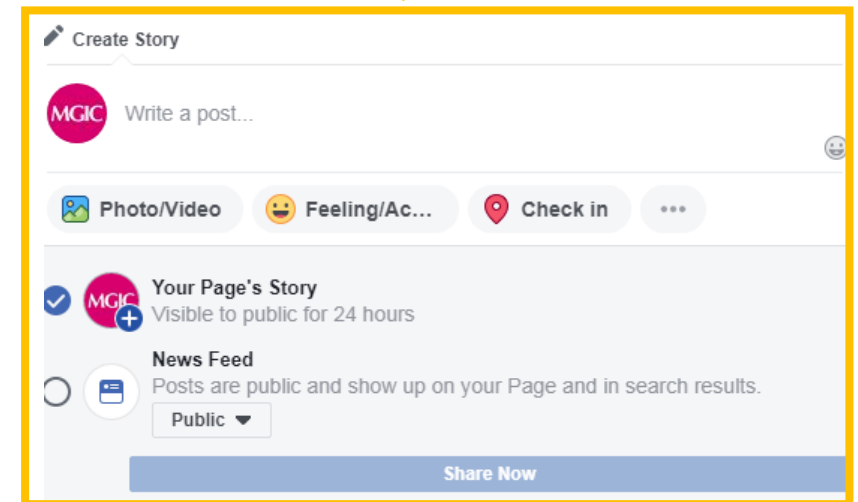 Create Story
MGIC Write a post...
Photo/Video Feeling/Ac... Check in ...
MGIC Your Page's Story
Visible to public for 24 hours
News Feed
Posts are public and show up on your Page and in search results.
Public
Share Now